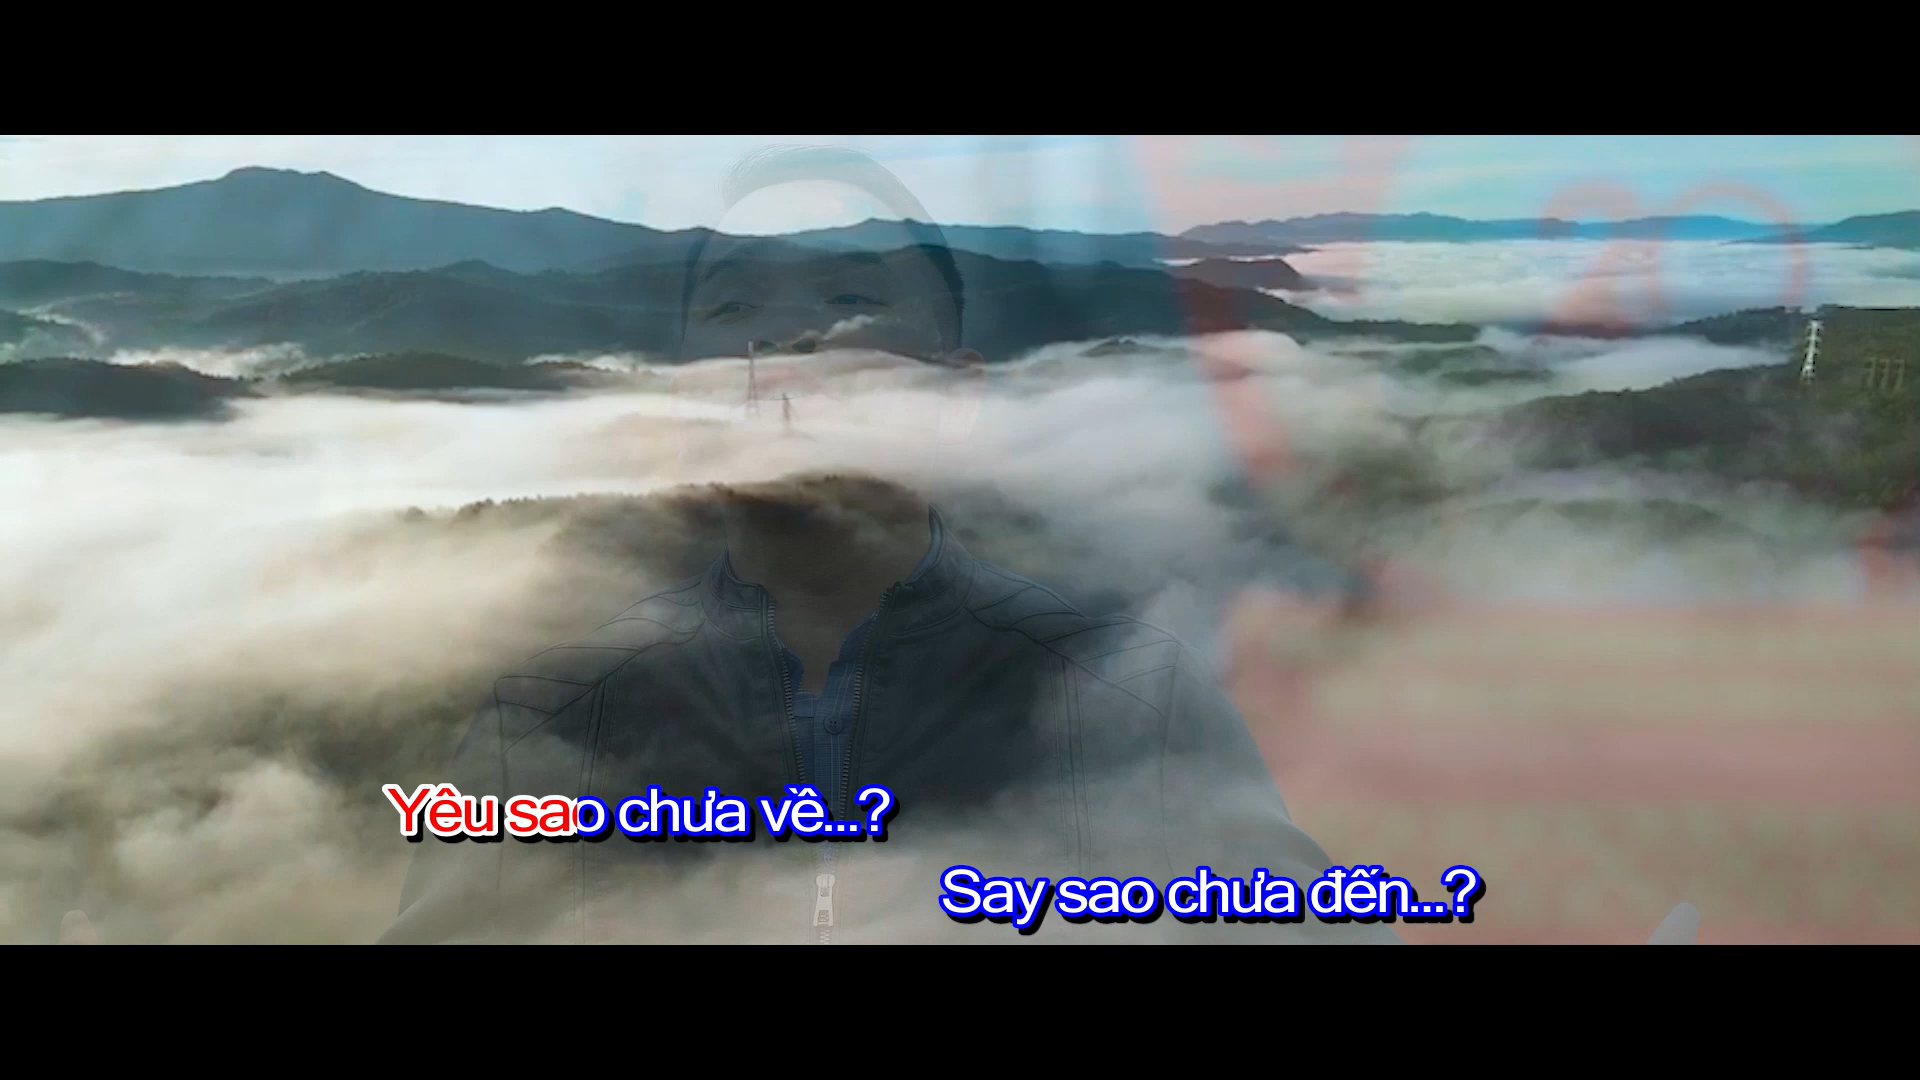 Yêu sao chưa về...?
Say sao chưa đến...?